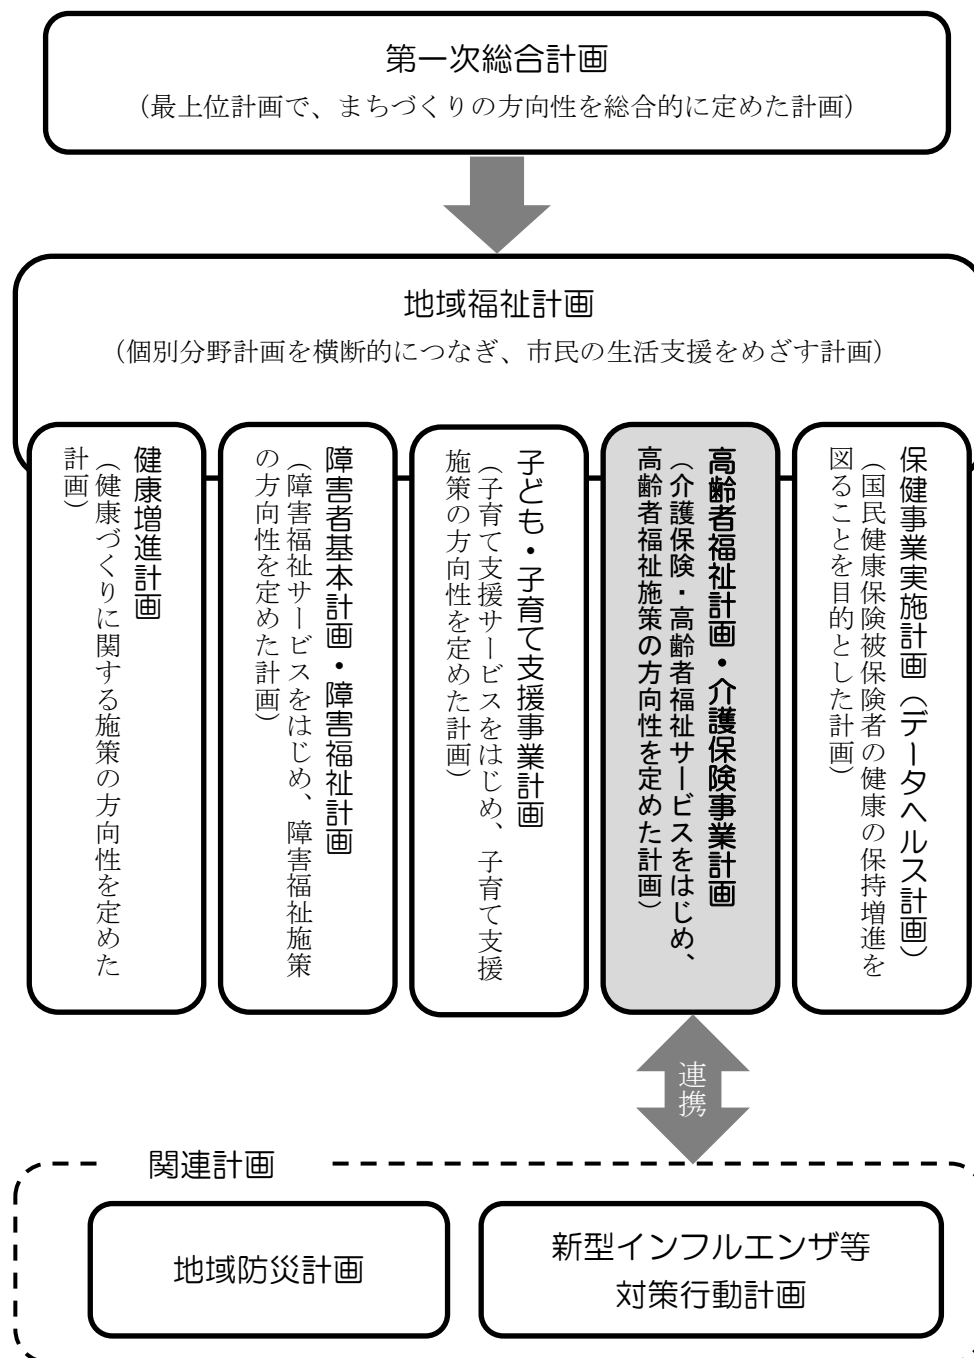 第一次総合計画
（最上位計画で、まちづくりの方向性を総合的に定めた計画）
地域福祉計画
（個別分野計画を横断的につなぎ、市民の生活支援をめざす計画）
保健事業実施計画（データヘルス計画）
（国民健康保険被保険者の健康の保持増進を
図ることを目的とした計画）
高齢者福祉計画・介護保険事業計画
（介護保険・高齢者福祉サービスをはじめ、
高齢者福祉施策の方向性を定めた計画）
子ども・子育て支援事業計画
（子育て支援サービスをはじめ、子育て支援
施策の方向性を定めた計画）
障害者基本計画・障害福祉計画
（障害福祉サービスをはじめ、障害福祉施策
の方向性を定めた計画）
健康増進計画
（健康づくりに関する施策の方向性を定めた
計画）
連携
関連計画
地域防災計画
新型インフルエンザ等
対策行動計画